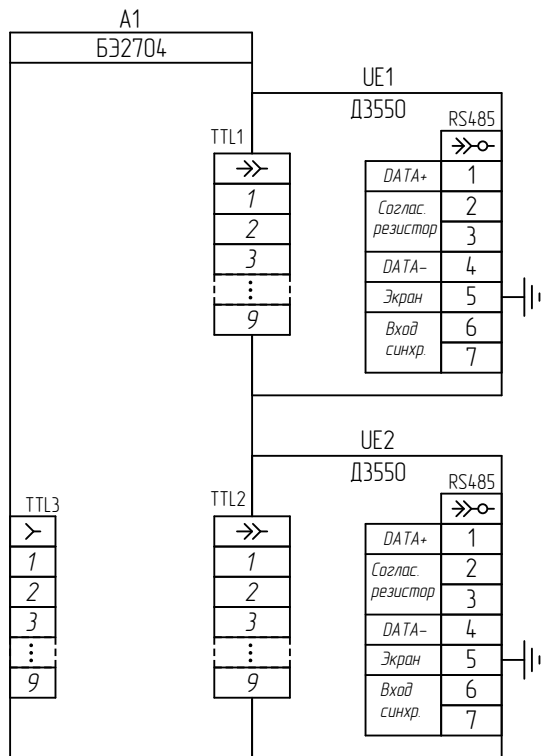 A1
БЭ2704
UE1
Д3550
TTL1
1
2
3
9
RS485
DATA+ 1
Соглас. 2
резистор 3
DATA- 4
Экран 5
Вход 6
синхр. 7
UE2
Д3550
TTL3
1
2
3
9
TTL2
1
2
3
9
RS485
DATA+ 1
Соглас. 2
резистор 3
DATA- 4
Экран 5
Вход 6
синхр. 7